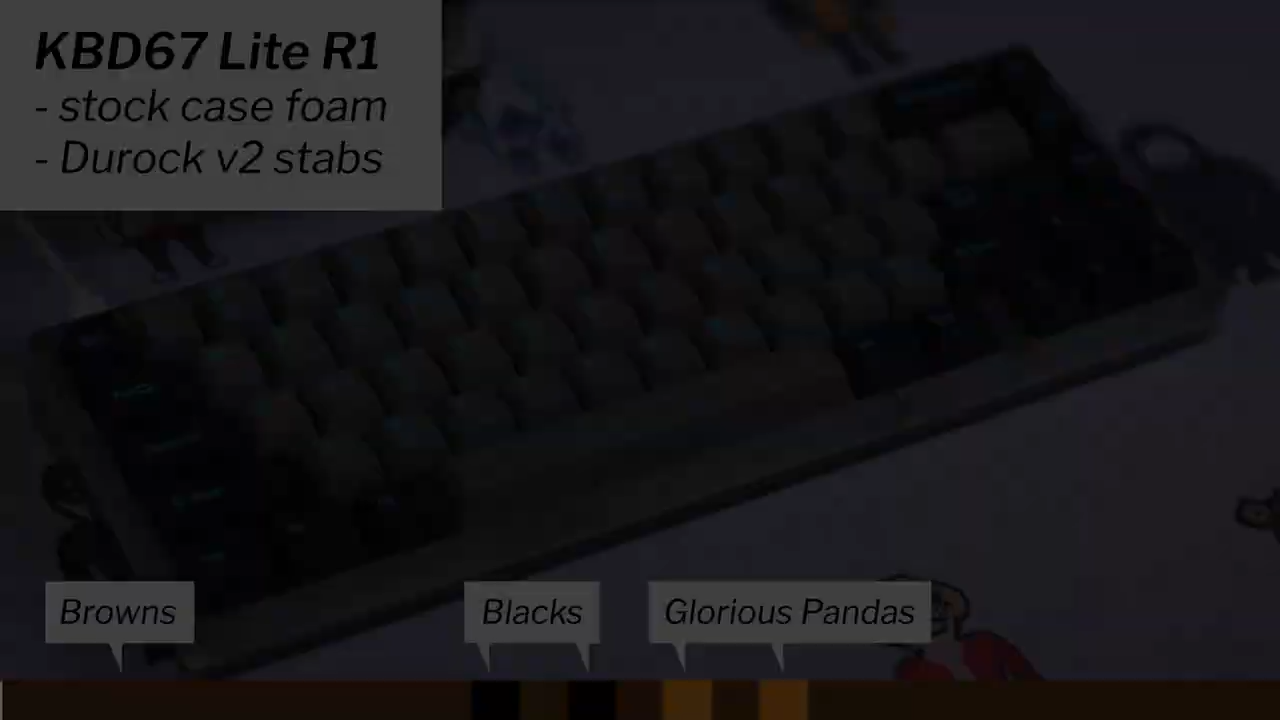 KBD67 Lite R1
- stock case foam
- Durock v2 stabs
Browns
Blacks
Glorious Pandas